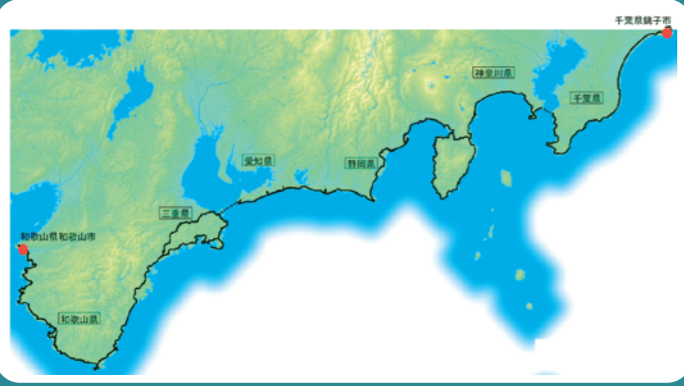 千葉県銚子市
神奈川県
千葉県
愛知県
静岡県
三重県
和歌山県和歌山市
和歌山県